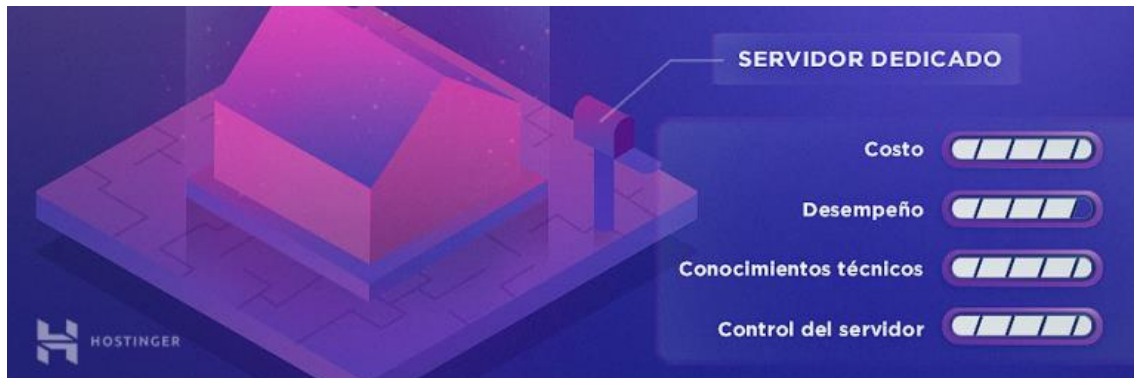 SERVIDOR DEDICADO
Costo
Desempeño
Conocimientos técnicos
Control del servidor
HOSTINGER